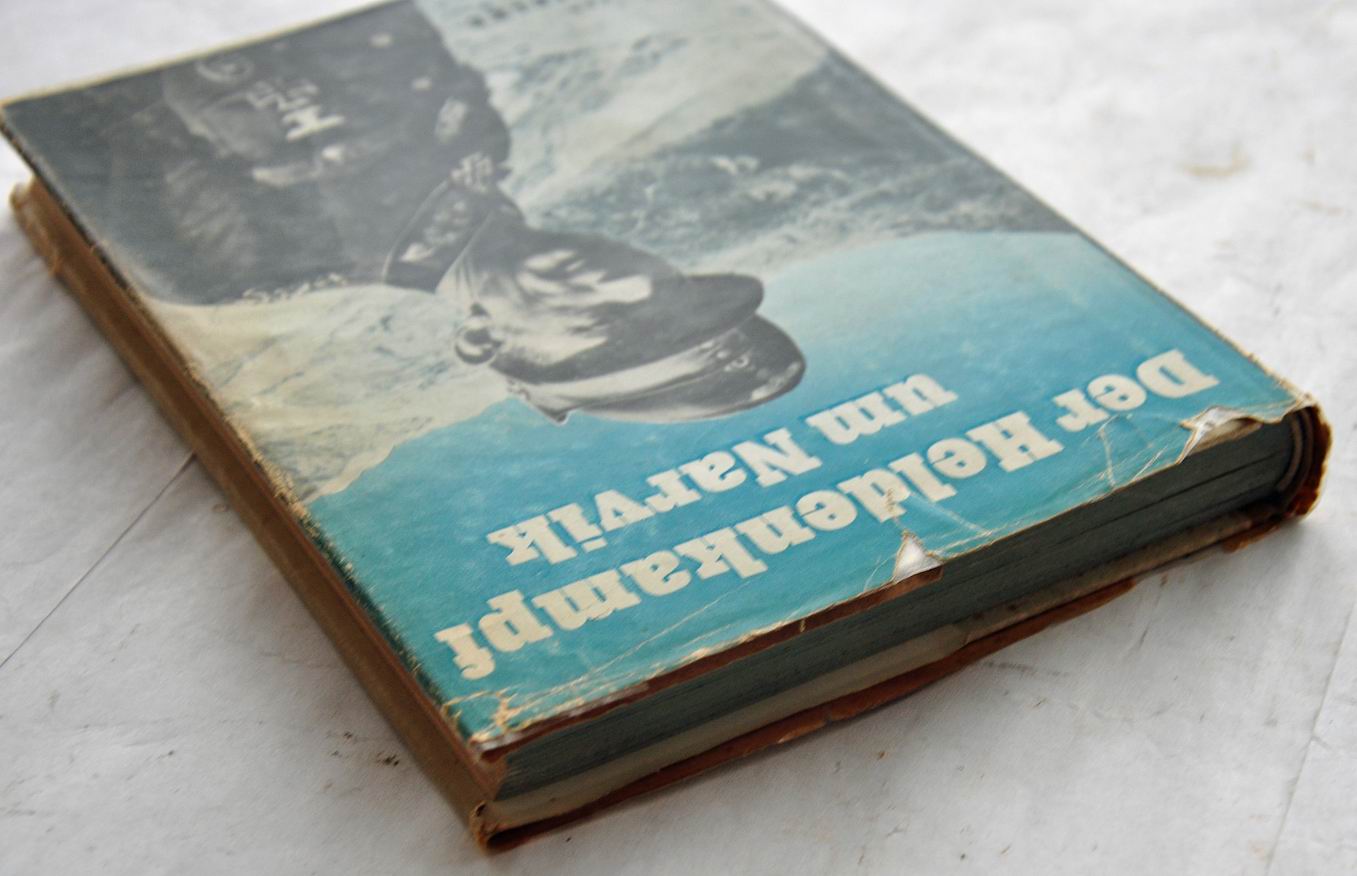 Der Heldenkampf
um Narvik